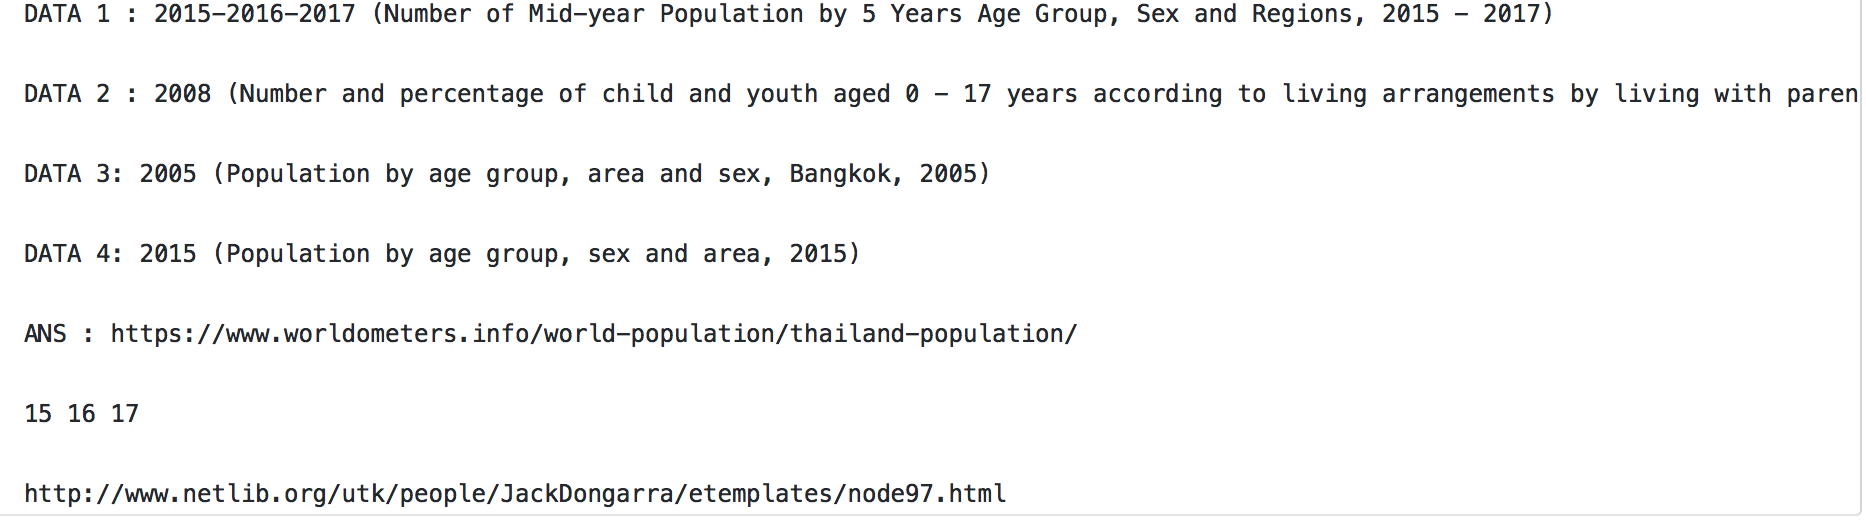 DATA 1 : 2015-2016-2017 (Number of Mid-year Population by 5 Years Age Group, Sex and Regions, 2015 - 2017)
DATA 2 : 2008 (Number and percentage of child and youth aged 0 - 17 years according to living arrangements by living with paren
DATA 3: 2005 (Population by age group, area and sex, Bangkok, 2005)
DATA 4: 2015 (Population by age group, sex and area, 2015)
ANS : https://www.worldometers.info/world-population/thailand-population/
15 16 17
http://www.netlib.org/utk/people/JackDongarra/etemplates/node97.html